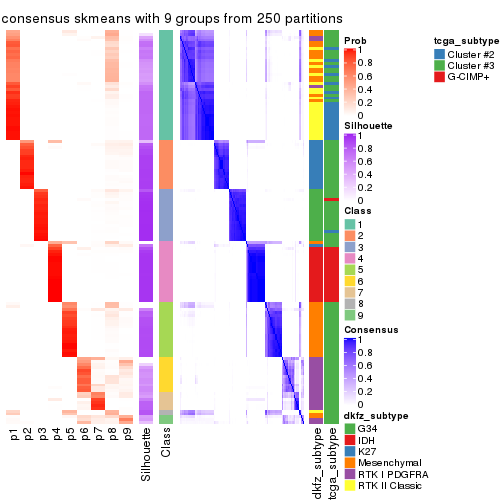 consensus skmeans with 9 groups from 250 partitions
p1
p2
p3
p4
p5
p6
p7
p8
p9
Silhouette
Class
dkfz_subtype
tcga_subtype
Prob
1
0.8
0.6
0.4
0.2
0
Silhouette
1
0.8
0.6
0.4
0.2
0
Class
1
2
3
4
5
6
7
8
9
Consensus
1
0.8
0.6
0.4
0.2
0
dkfz_subtype
G34
IDH
K27
Mesenchymal
RTK I PDGFRA
RTK II Classic
tcga_subtype
Cluster #2
Cluster #3
G-CIMP+